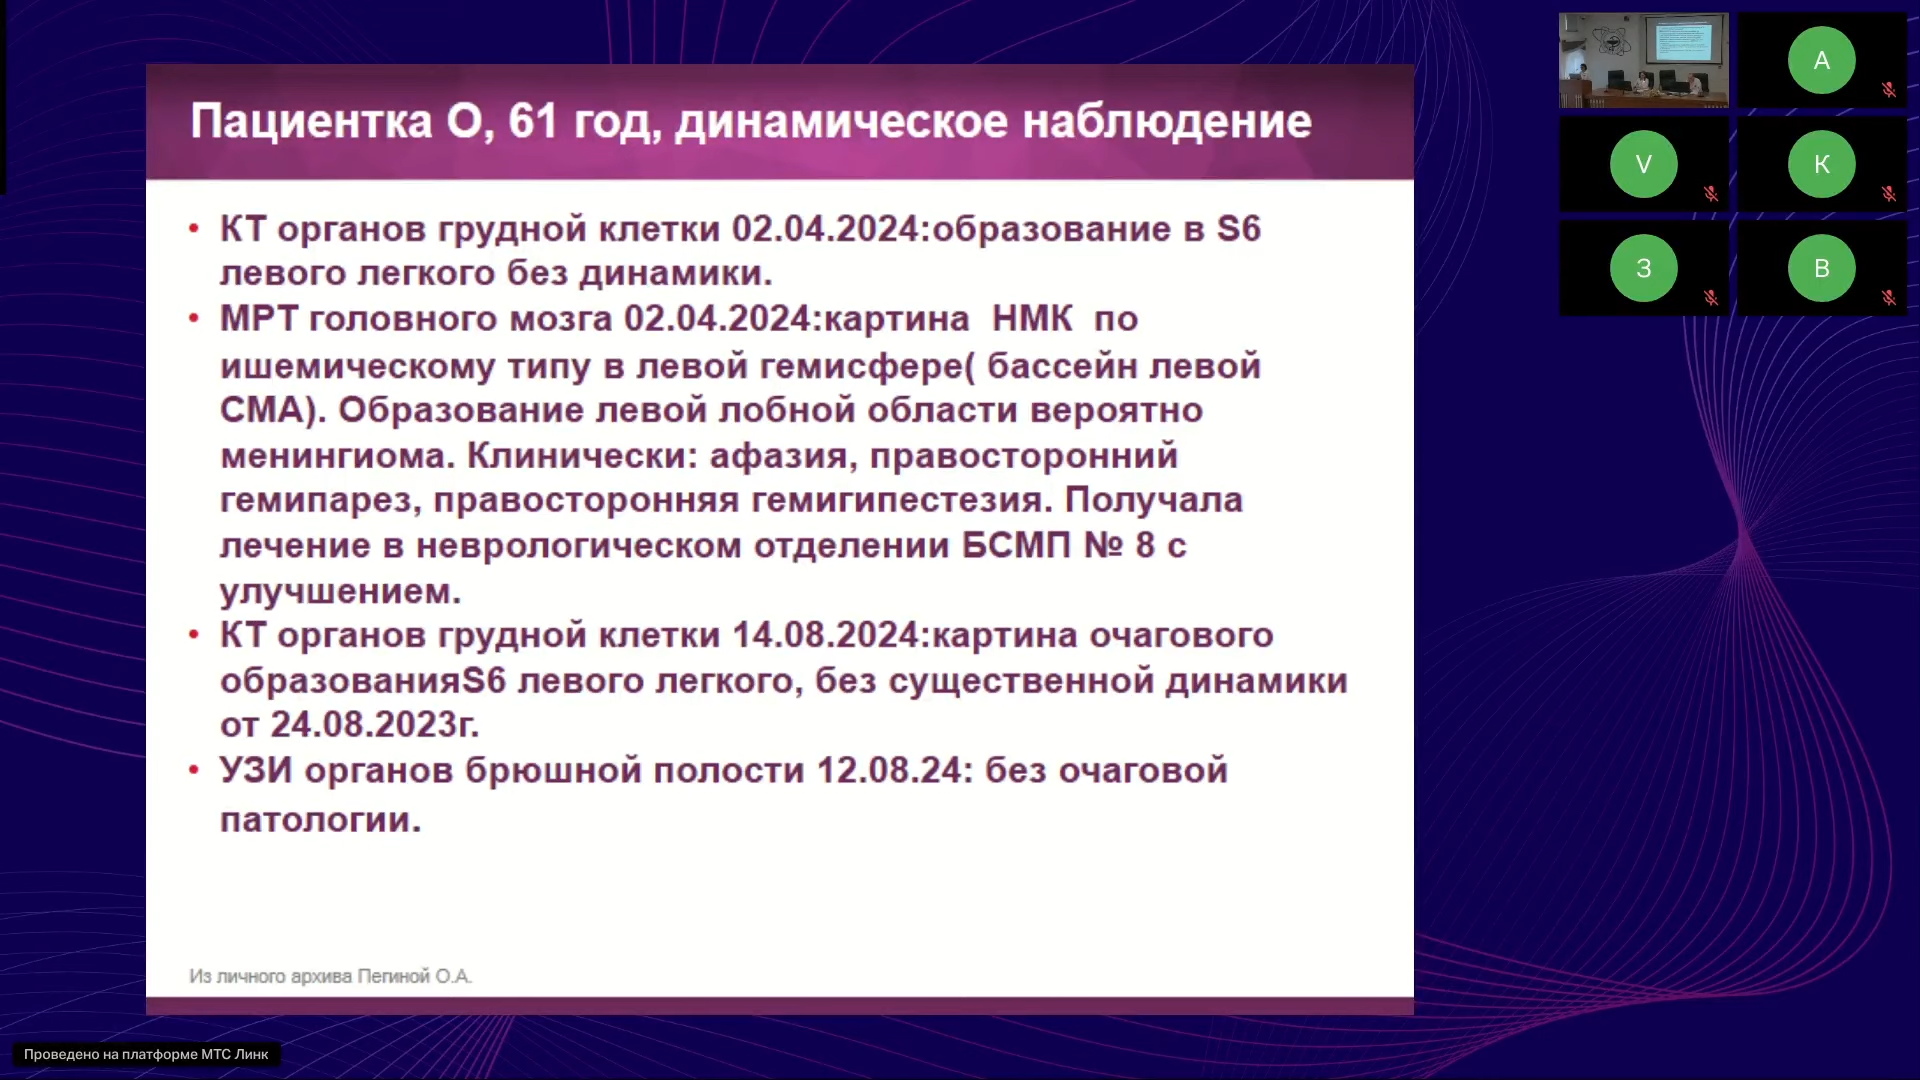 Пациентка О, 61 год, динамическое наблюдение
• КТ органов грудной клетки 02.04.2024:образование в S6
левого легкого без динамики.
• МРТ головного мозга 02.04.2024:картина НМК по
ишемическому типу в левой гемисфере( бассейн левой
СМА). Образование левой лобной области вероятно
менингиома. Клинически: афазия, правосторонний
гемипарез, правосторонняя гемигипестезия. Получала
лечение в неврологическом отделении БСМП № 8 с
улучшением.
• КТ органов грудной клетки 14.08.2024:картина очагового
образованияS6 левого легкого, без существенной динамики
от 24.08.2023г.
• УЗИ органов брюшной полости 12.08.24: без очаговой
патологии.
Из личного архива Пегиной О.А.
A
V
К
З
В
Проведено на платформе МТС Линк